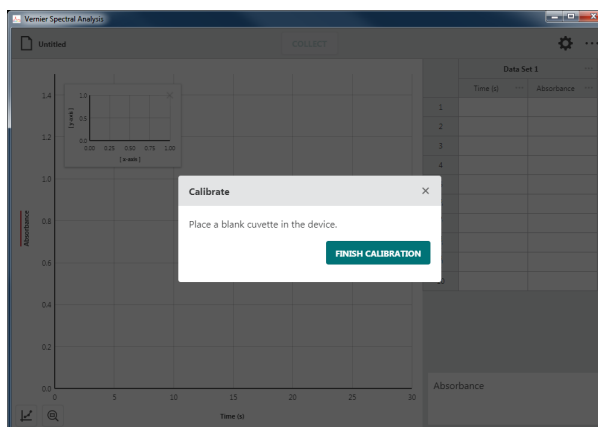 Vernier Spectral Analysis
Untitled
COLLECT
1.4
1.2
1.0
0.8
0.6
0.4
0.2
0.0
Absorbance
0
5
10
15
20
25
30
Time (s)
1.0
0.5
0.0
[ y-axis ]
0.00 0.25 0.50 0.75 1.00
[ x-axis ]
Data Set 1
Time (s) Absorbance
1
2
3
4
Calibrate
Place a blank cuvette in the device.
FINISH CALIBRATION
Absorbance